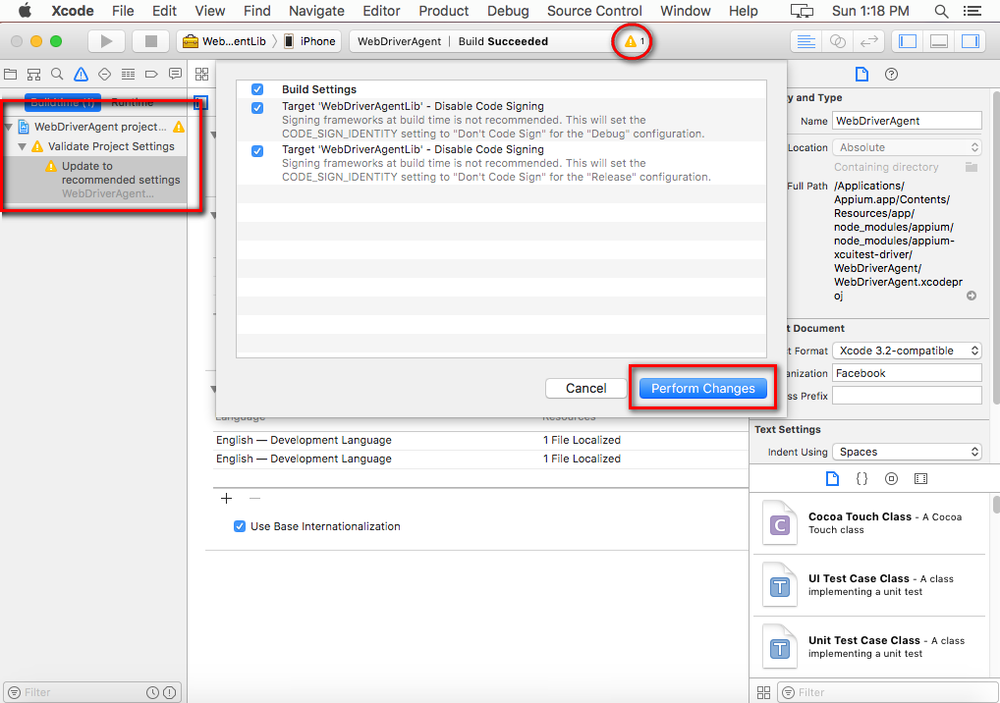 Xcode File Edit View Find Navigate Editor Product Debug Source Control Window Help Sun 1:18 PM
Web...entLib iPhone WebDriverAgent | Build Succeeded 1
Buildtime (1) Runtime
WebDriverAgent project...
Validate Project Settings
Update to
recommended settings
WebDriverAgent...
Build Settings
Target 'WebDriverAgentLib' - Disable Code Signing
Signing frameworks at build time is not recommended. This will set the
CODE_SIGN_IDENTITY setting to "Don't Code Sign" for the "Debug" configuration.
Target 'WebDriverAgentLib' - Disable Code Signing
Signing frameworks at build time is not recommended. This will set the
CODE_SIGN_IDENTITY setting to "Don't Code Sign" for the "Release" configuration.
Cancel Perform Changes
Language Resources
English — Development Language 1 File Localized
English — Development Language 1 File Localized
Use Base Internationalization
y and Type
Name WebDriverAgent
Location Absolute
Containing directory
Full Path /Applications/
Appium.app/Contents/
Resources/app/
node_modules/appium/
node_modules/appium-
xcuitest-driver/
WebDriverAgent/
WebDriverAgent.xcodepr
oj
t Document
t Format Xcode 3.2-compatible
anization Facebook
ss Prefix
Text Settings
Indent Using Spaces
Cocoa Touch Class - A Cocoa
Touch class
UI Test Case Class - A class
implementing a unit test
Unit Test Case Class - A class
implementing a unit test
Filter
Filter